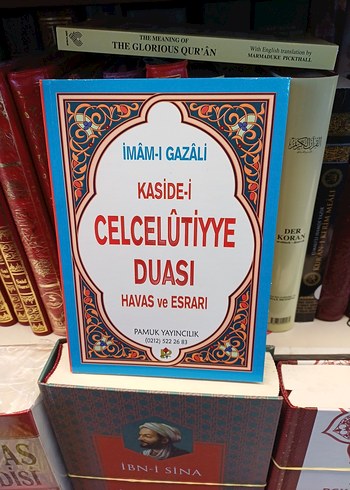 THE MEANING OF
THE GLORIOUS QUR'ÂN
With English translation by
MARMADUKE PICKTHALL
İMÂM-I GAZÂLİ
KASİDE-İ
CELCELÛTİYYE
DUASI
HAVAS ve ESRARI
PAMUK YAYINCILIK
(0212) 522 26 83
DER
KORAN
İBN-İ SİNA